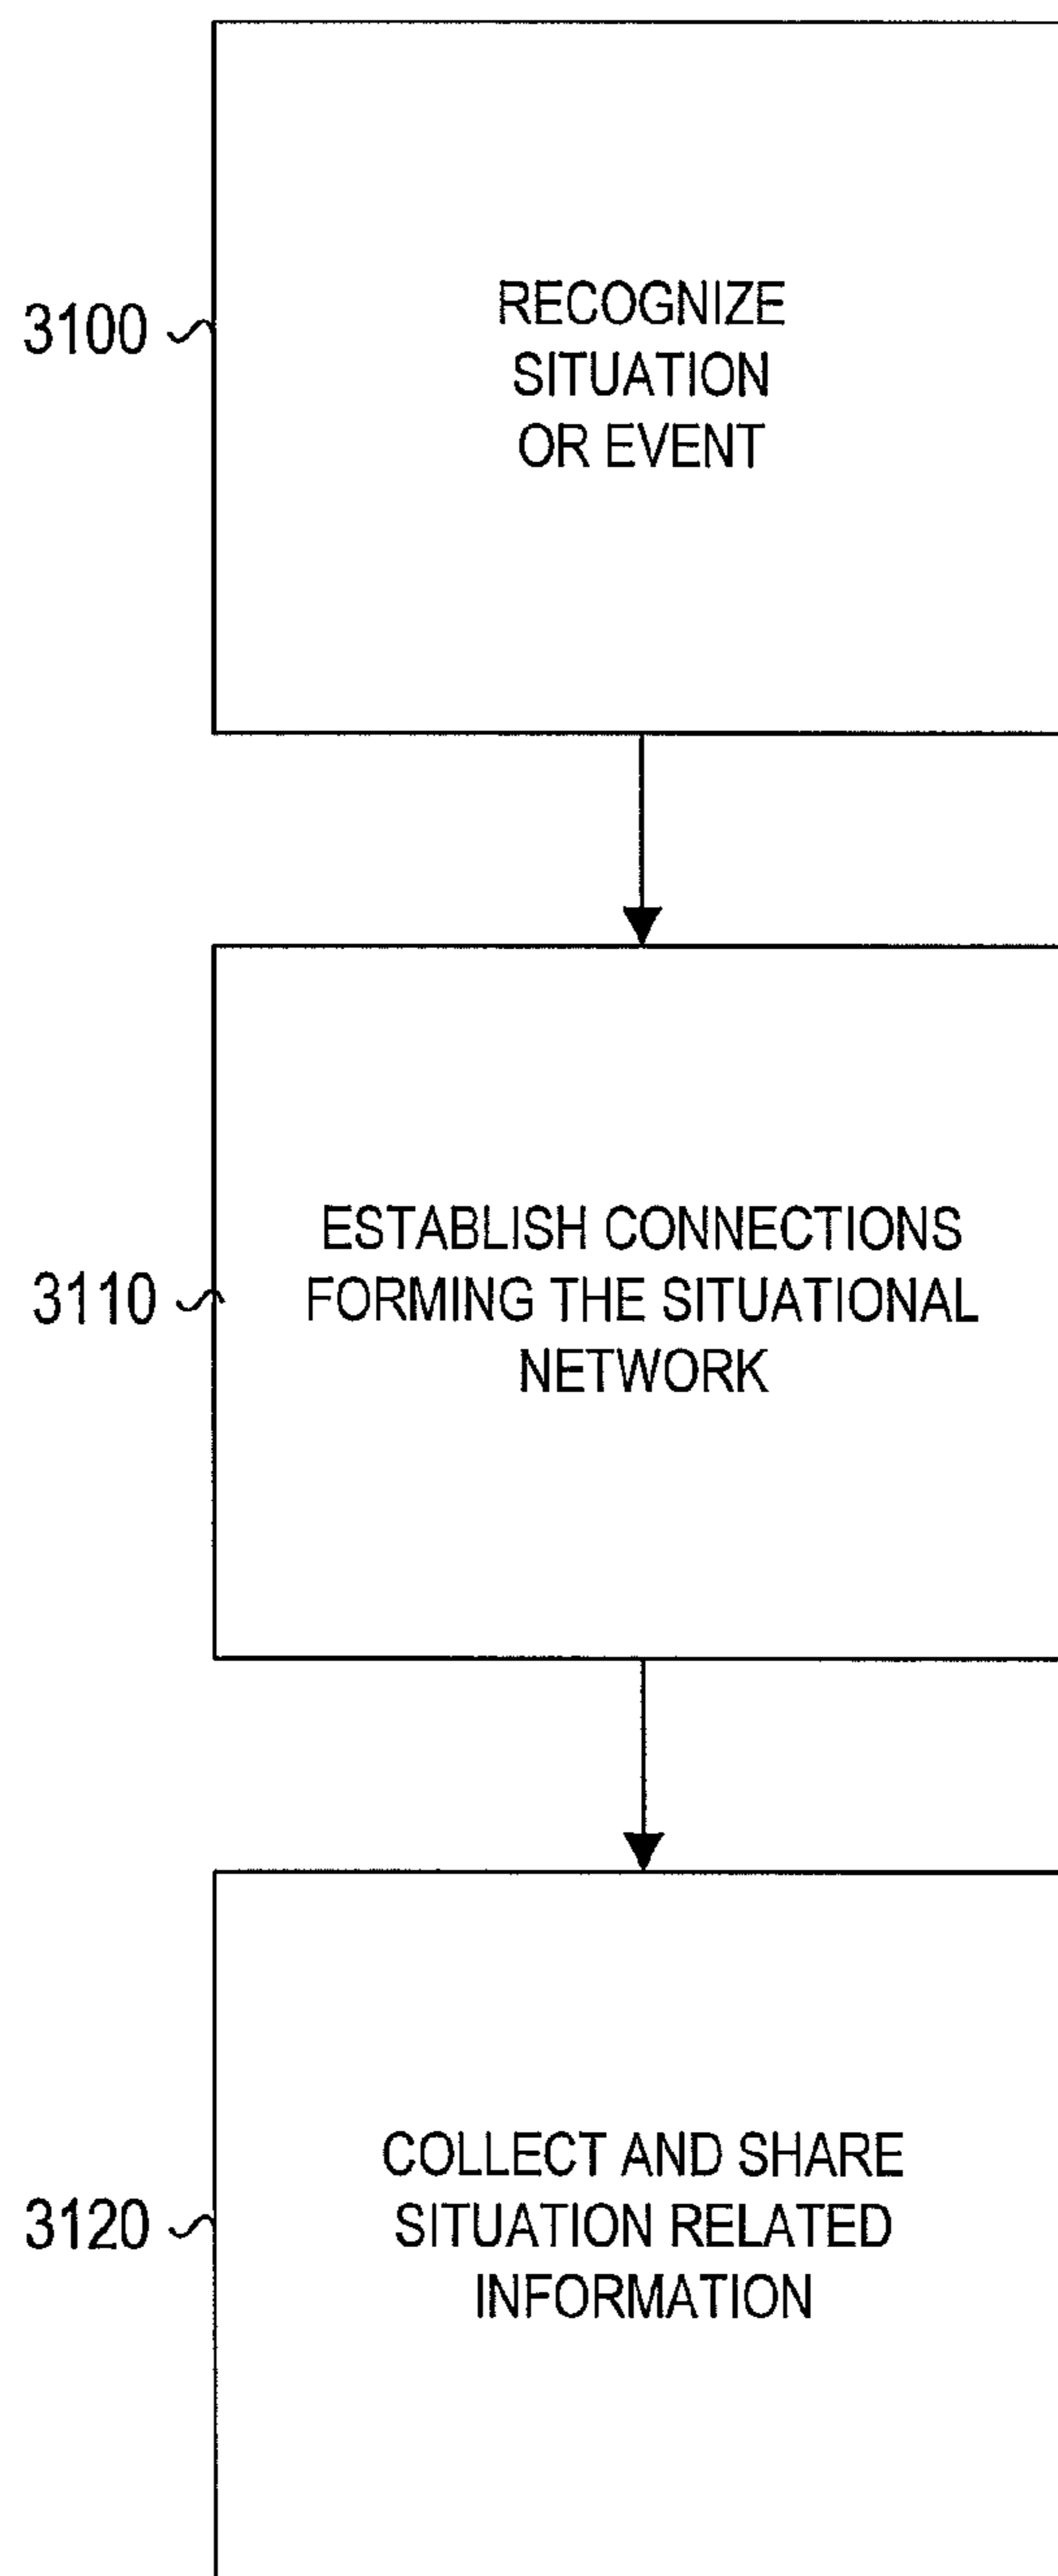 3100
RECOGNIZE
SITUATION
OR EVENT
3110
ESTABLISH CONNECTIONS
FORMING THE SITUATIONAL
NETWORK
3120
COLLECT AND SHARE
SITUATION RELATED
INFORMATION